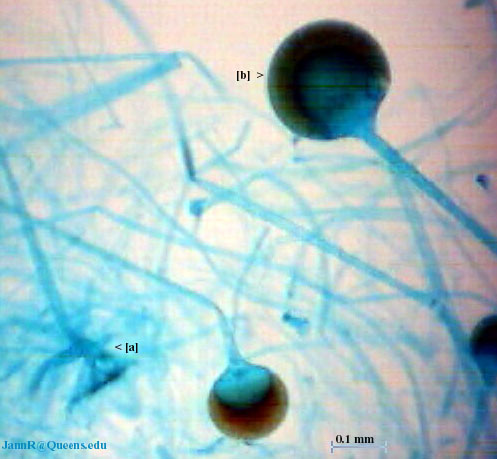 [b] >
< [a]
0.1 mm
JannR@Queens.edu